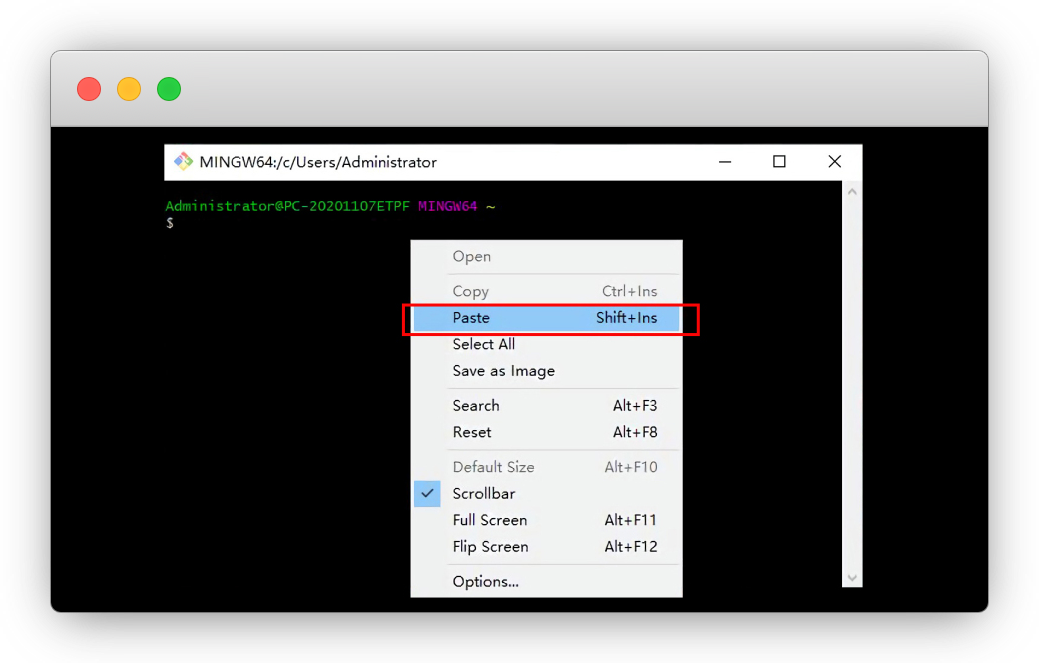 MINGW64:/c/Users/Administrator
Administrator@PC-20201107ETPF MINGW64 ~
$
Open
Copy Ctrl+Ins
Paste Shift+Ins
Select All
Save as Image
Search Alt+F3
Reset Alt+F8
Default Size Alt+F10
Scrollbar
Full Screen Alt+F11
Flip Screen Alt+F12
Options...